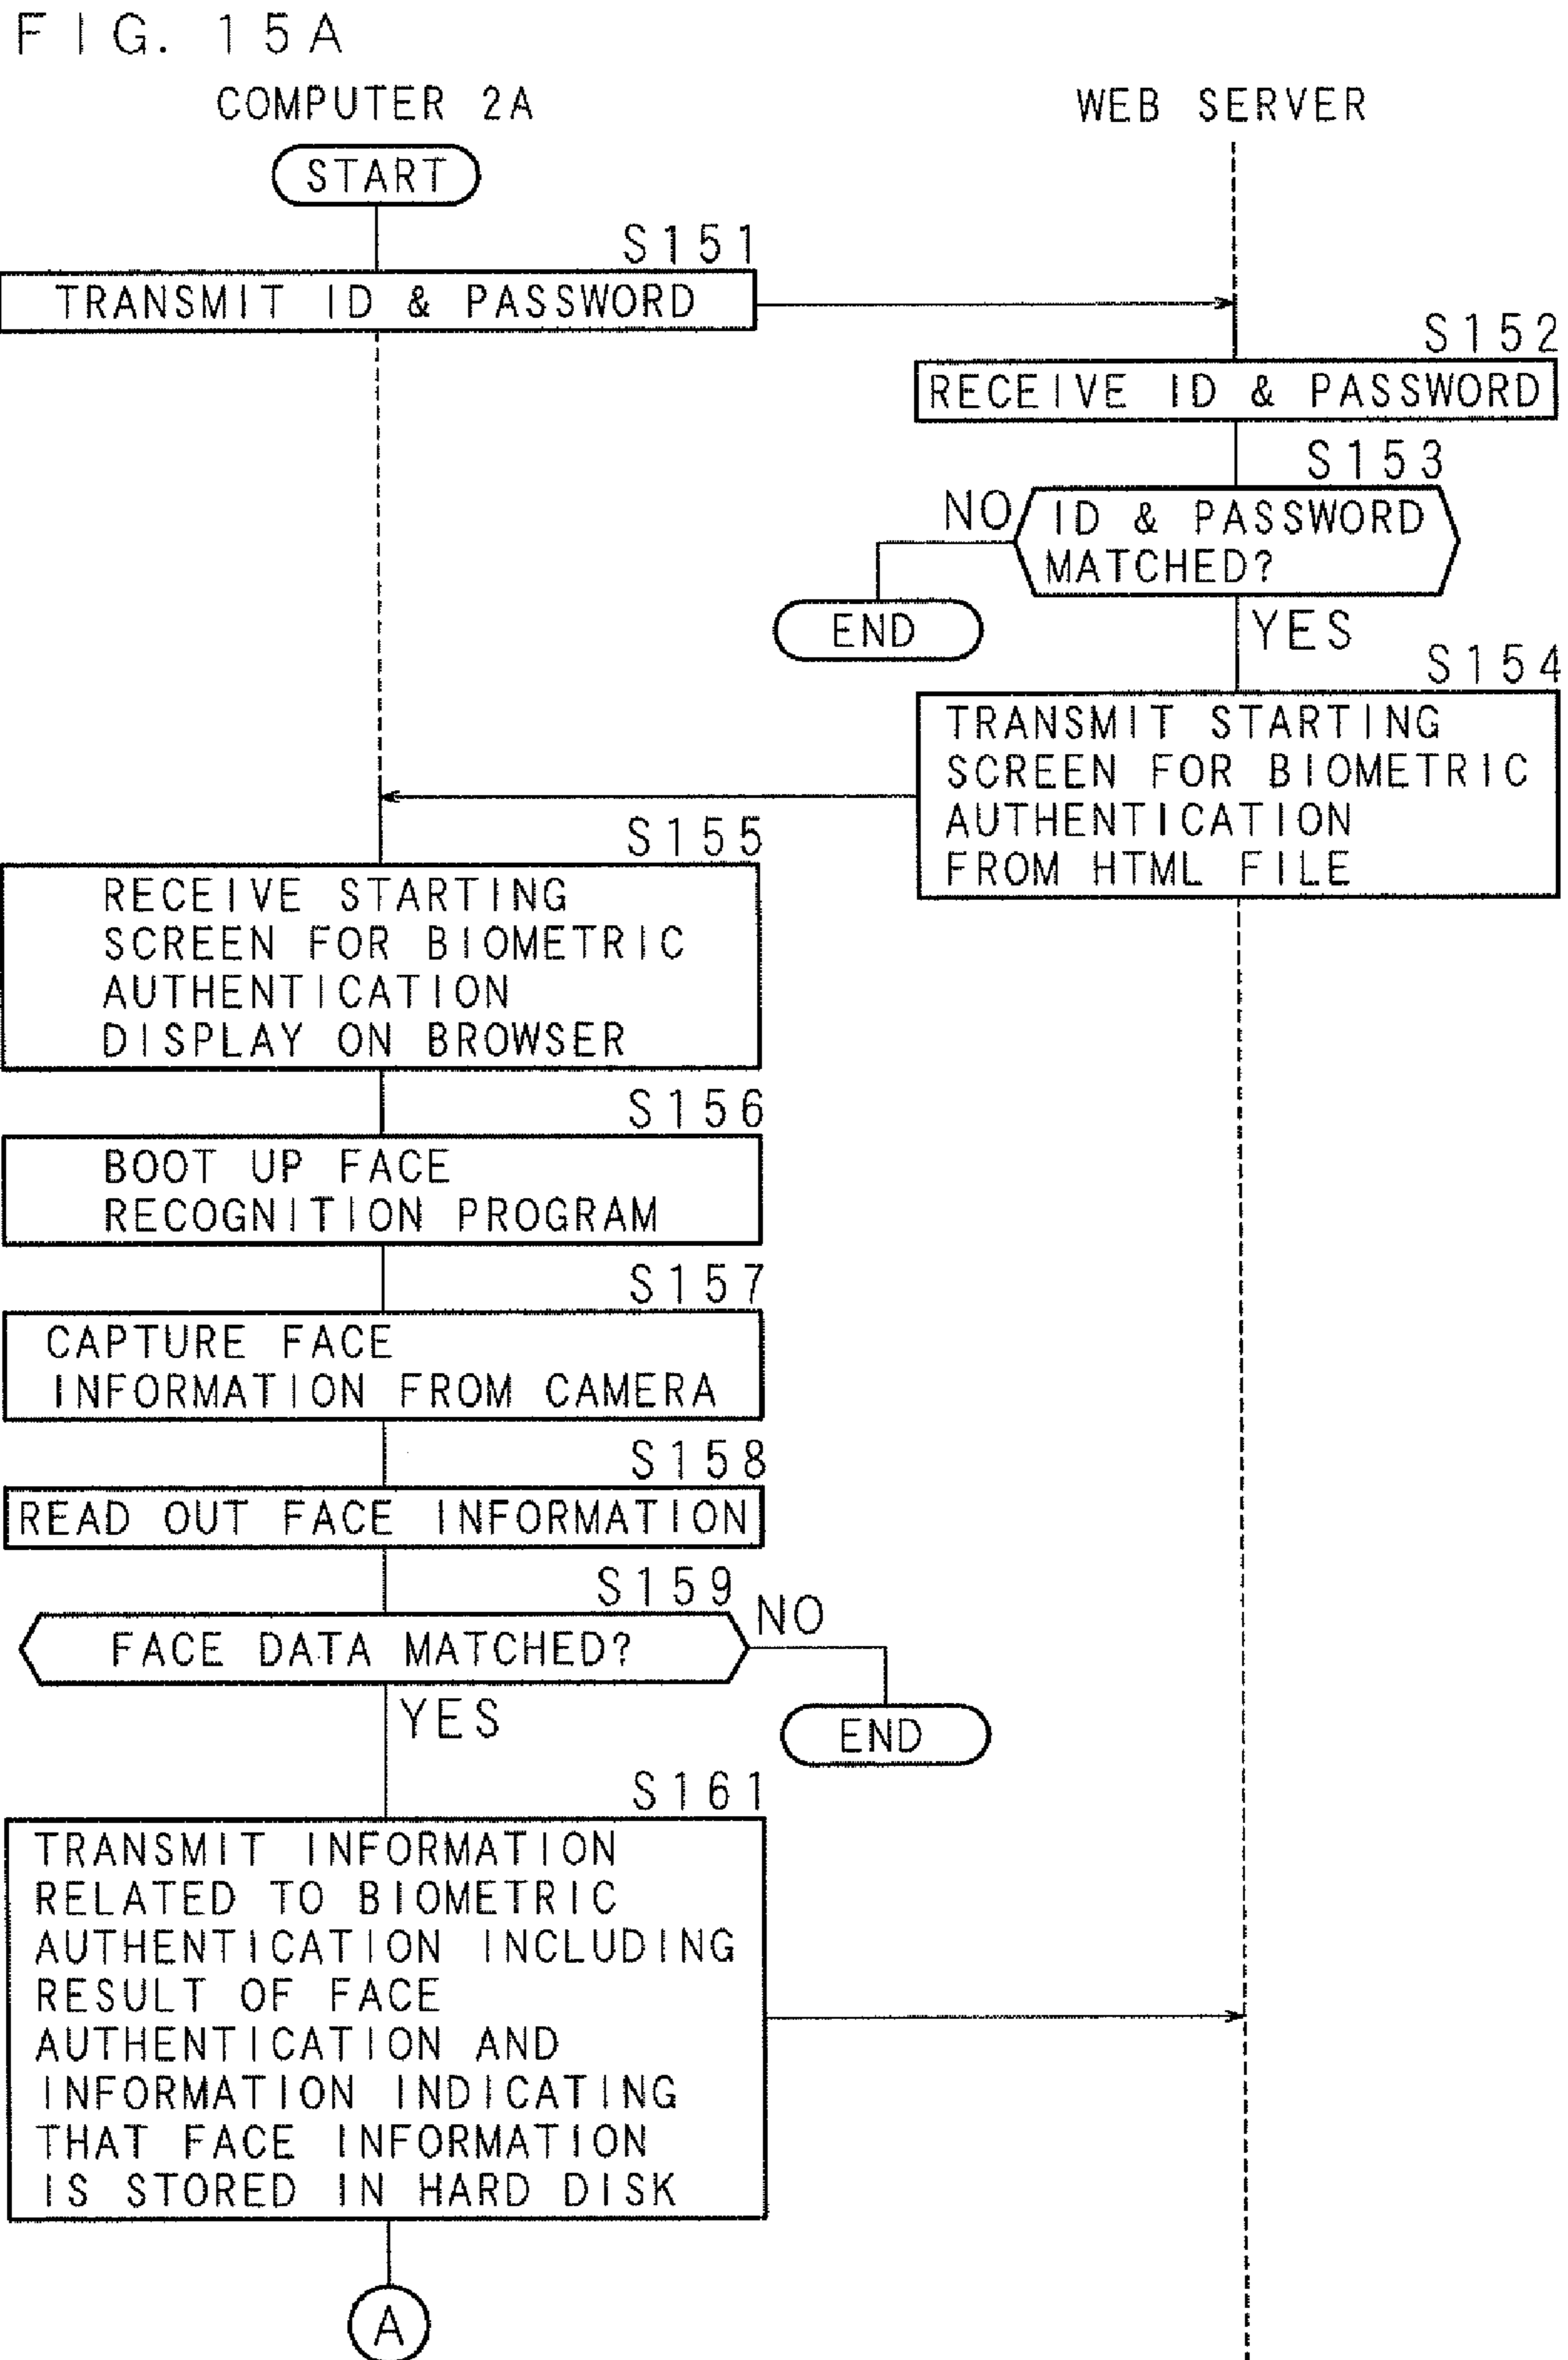 FIG. 15A
COMPUTER 2A
WEB SERVER
START
S151
TRANSMIT ID & PASSWORD
S152
RECEIVE ID & PASSWORD
S153
NO
ID & PASSWORD
MATCHED?
END
YES
S154
TRANSMIT STARTING
SCREEN FOR BIOMETRIC
AUTHENTICATION
FROM HTML FILE
S155
RECEIVE STARTING
SCREEN FOR BIOMETRIC
AUTHENTICATION
DISPLAY ON BROWSER
S156
BOOT UP FACE
RECOGNITION PROGRAM
S157
CAPTURE FACE
INFORMATION FROM CAMERA
S158
READ OUT FACE INFORMATION
S159
FACE DATA MATCHED?
NO
YES
END
S161
TRANSMIT INFORMATION
RELATED TO BIOMETRIC
AUTHENTICATION INCLUDING
RESULT OF FACE
AUTHENTICATION AND
INFORMATION INDICATING
THAT FACE INFORMATION
IS STORED IN HARD DISK
A